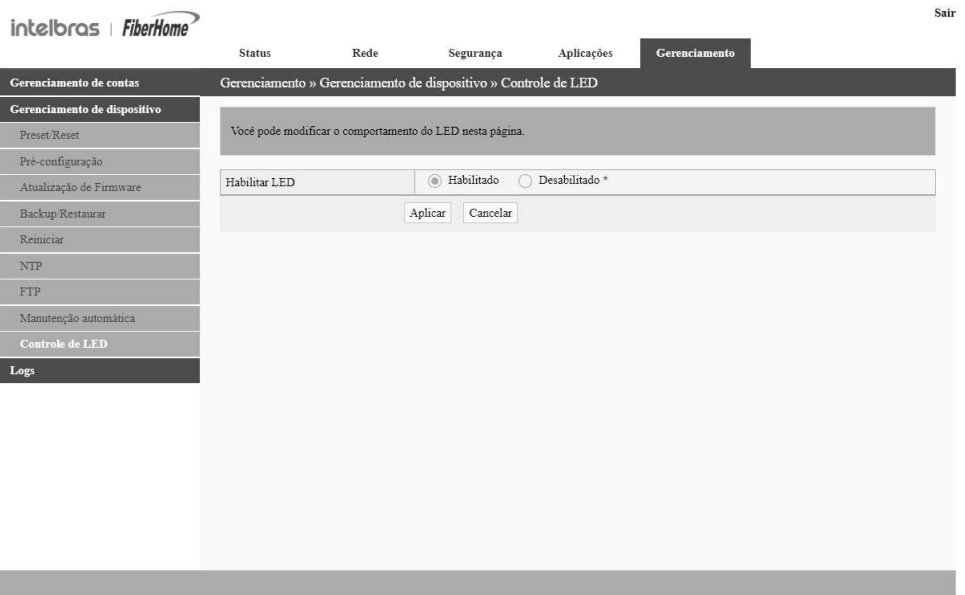 Sair
intelbras | FiberHome
Status Rede Segurança Aplicações Gerenciamento
Gerenciamento de contas
Gerenciamento de dispositivo
Preset/Reset
Pré-configuração
Atualização de Firmware
Backup/Restaurar
Reiniciar
NTP
FTP
Manutenção automática
Controle de LED
Logs
Gerenciamento » Gerenciamento de dispositivo » Controle de LED
Você pode modificar o comportamento do LED nesta página.
Habilitar LED Habilitado Desabilitado *
Aplicar Cancelar